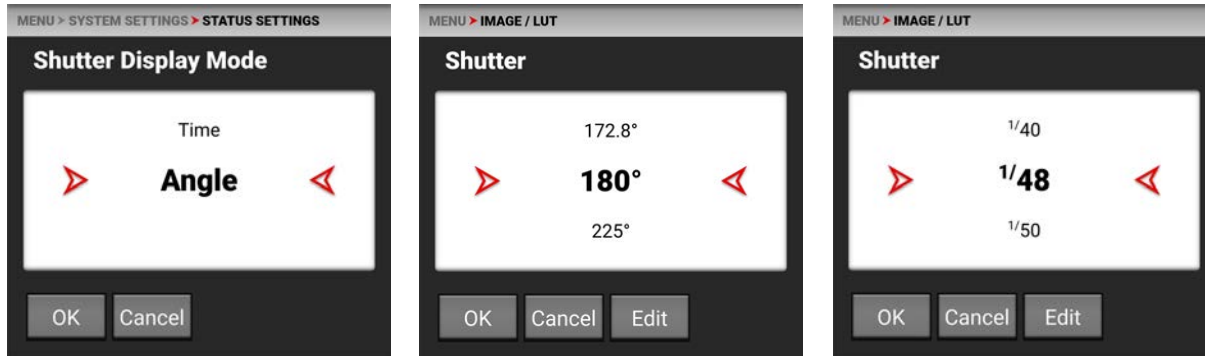 MENU > SYSTEM SETTINGS > STATUS SETTINGS
Shutter Display Mode
Time
Angle
OK Cancel
MENU > IMAGE / LUT
Shutter
172.8°
180°
225°
OK Cancel Edit
MENU > IMAGE / LUT
Shutter
1/40
1/48
1/50
OK Cancel Edit